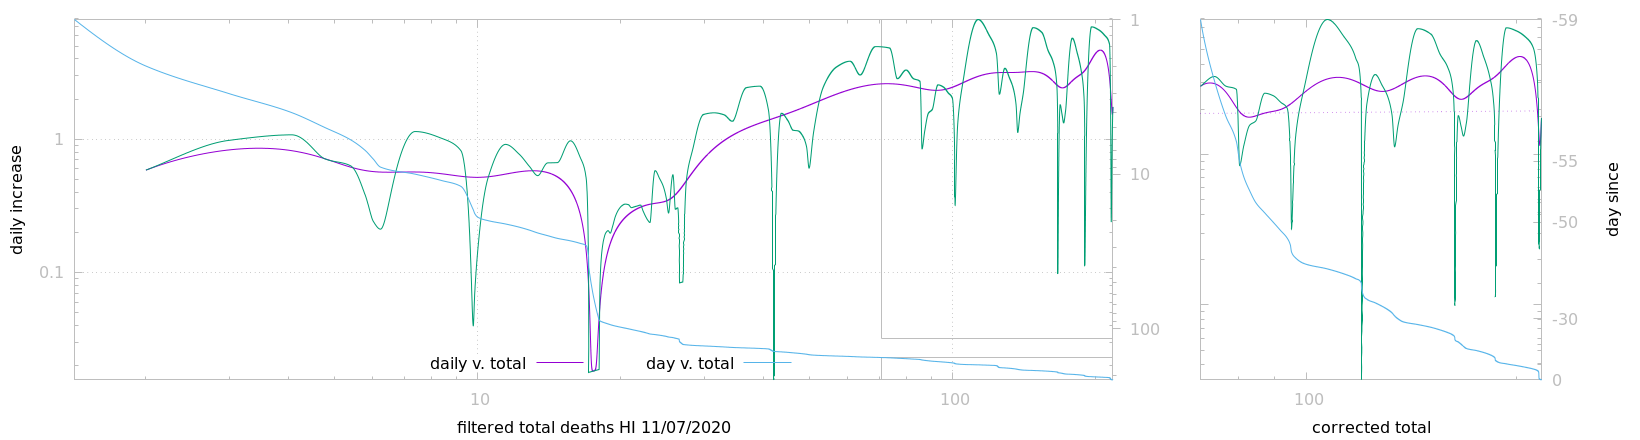 1
-59
1
10
-55
daily increase
day since
-50
0.1
-30
100
daily v. total
day v. total
0
10
100
100
filtered total deaths HI 11/07/2020
corrected total